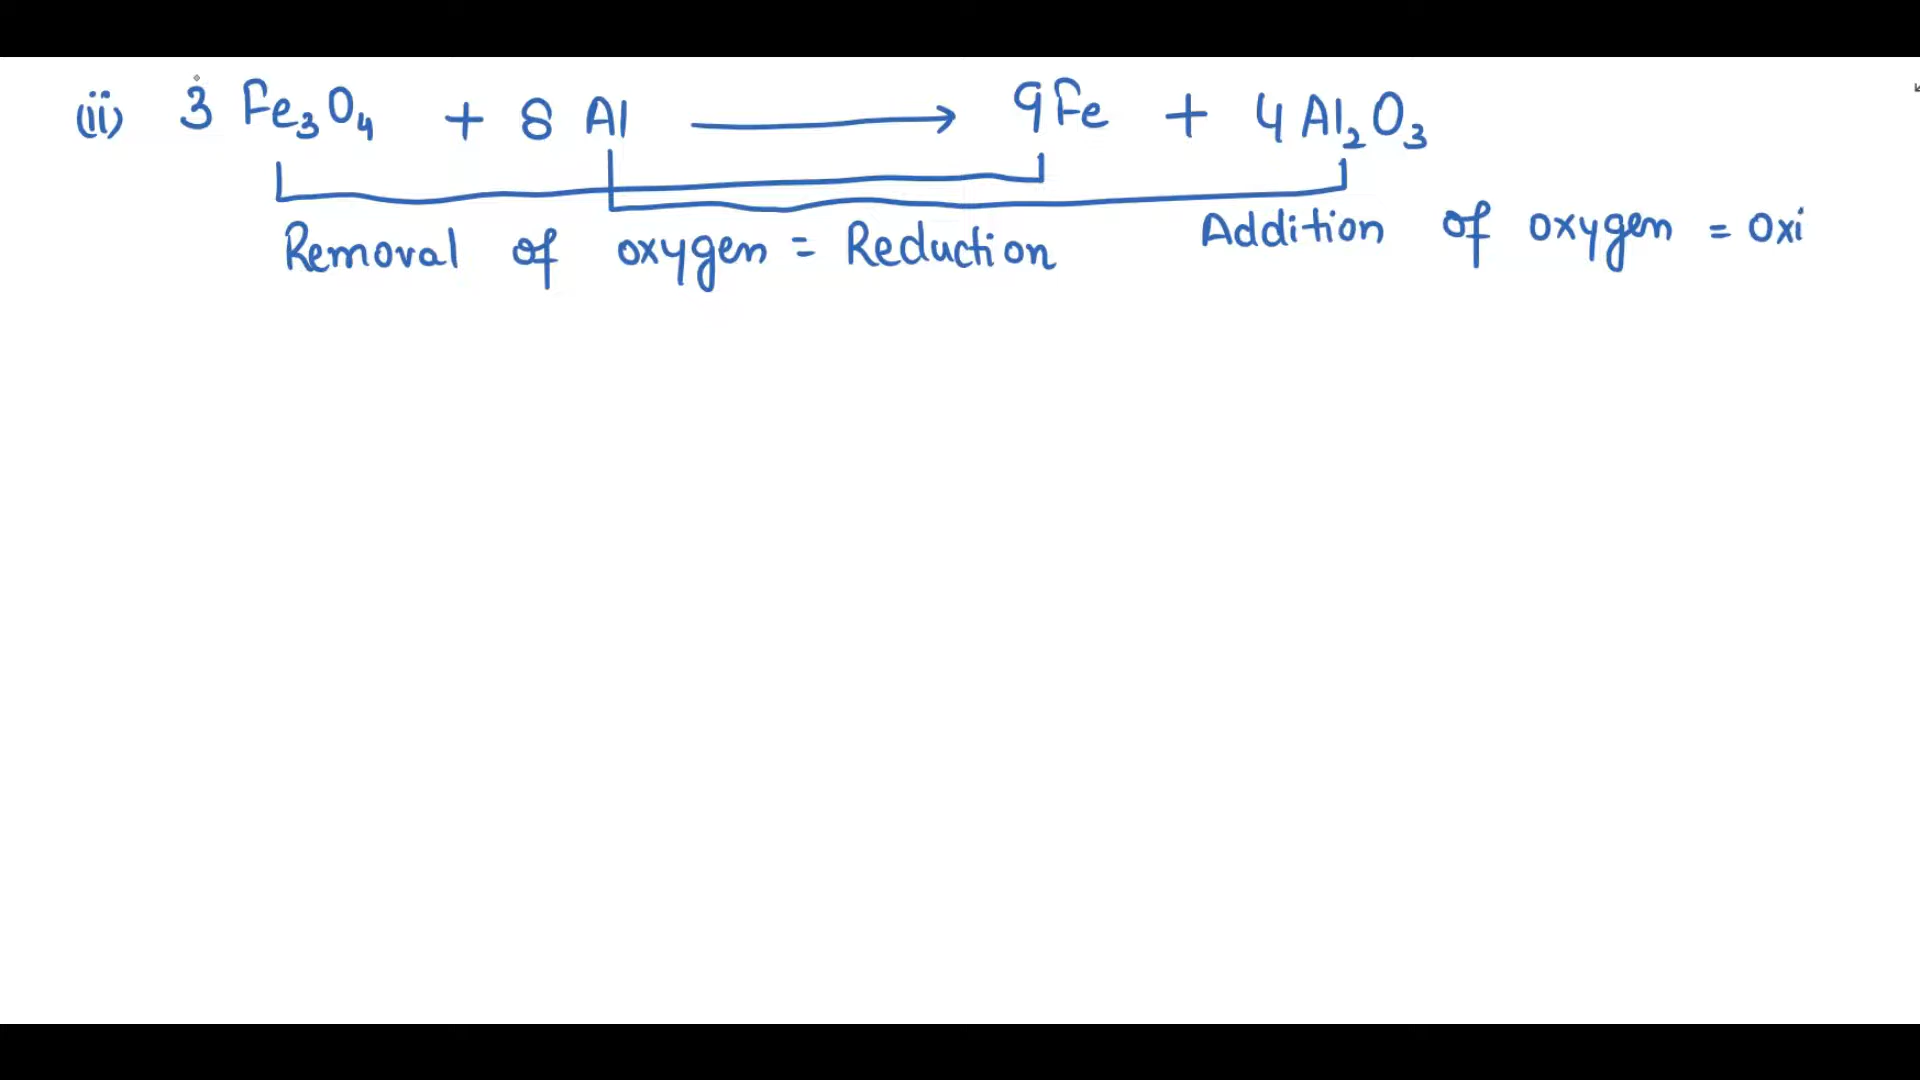 (ii) 3 Fe₃O₄ + 8 Al ⟶ 9Fe + 4 Al₂O₃
Removal of oxygen = Reduction
Addition of oxygen = oxi